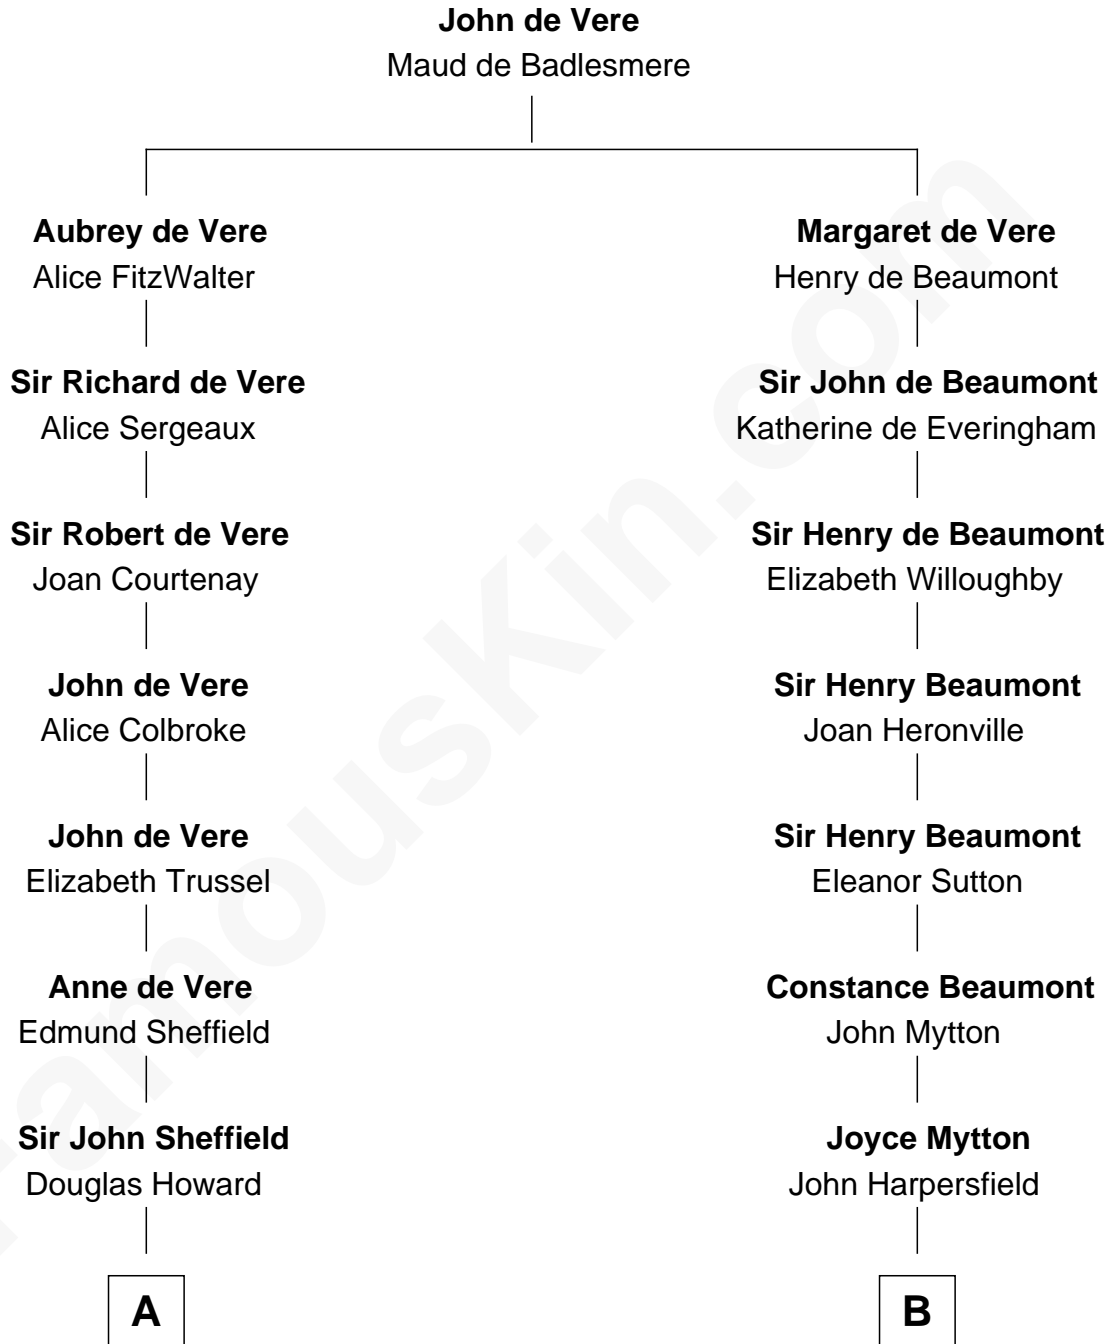 John de Vere
Maud de Badlesmere
Aubrey de Vere
Alice FitzWalter
Margaret de Vere
Henry de Beaumont
Sir Richard de Vere
Alice Sergeaux
Sir John de Beaumont
Katherine de Everingham
Sir Robert de Vere
Joan Courtenay
Sir Henry de Beaumont
Elizabeth Willoughby
John de Vere
Alice Colbroke
Sir Henry Beaumont
Joan Heronville
John de Vere
Elizabeth Trussel
Sir Henry Beaumont
Eleanor Sutton
Anne de Vere
Edmund Sheffield
Constance Beaumont
John Mytton
Sir John Sheffield
Douglas Howard
Joyce Mytton
John Harpersfield
A
B
FamousKin.com